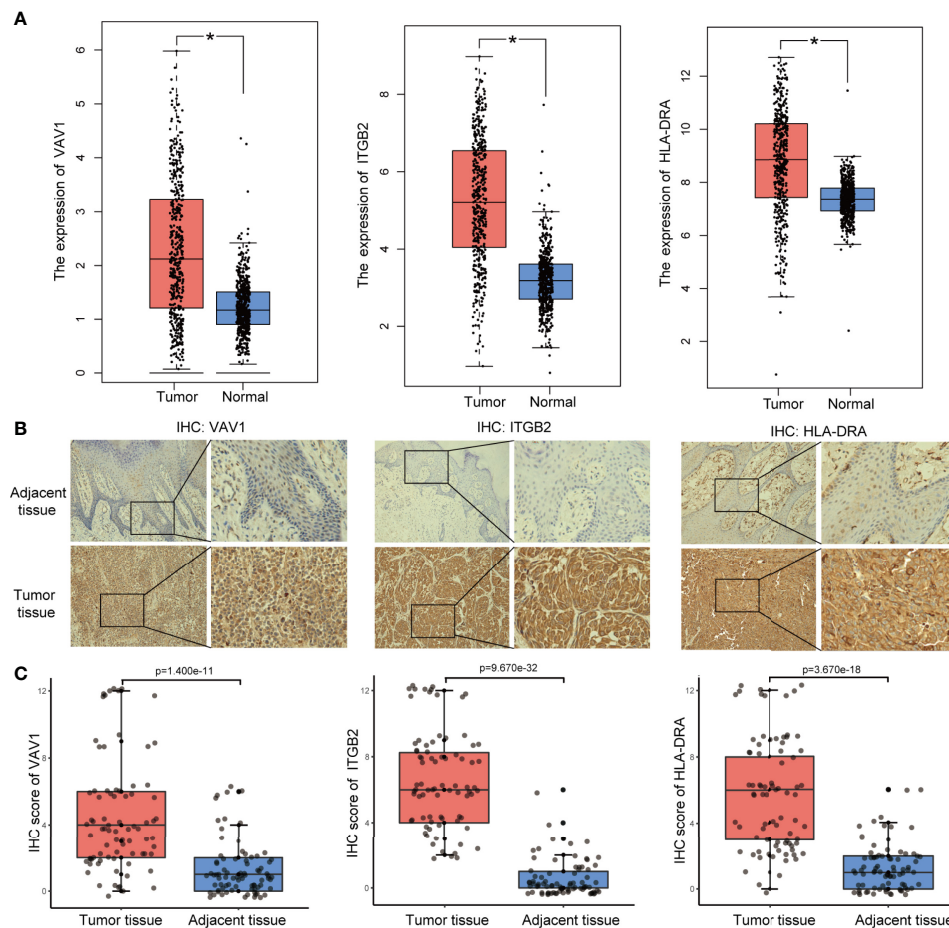 A
The expression of VAV1
6
5
4
3
2
1
0
*
Tumor
Normal
The expression of ITGB2
8
6
4
2
*
Tumor
Normal
The expression of HLA-DRA
12
10
8
6
4
2
*
Tumor
Normal
B
IHC: VAV1
IHC: ITGB2
IHC: HLA-DRA
Adjacent
tissue
Tumor
tissue
C
IHC score of VAV1
12
8
4
0
p=1.400e-11
Tumor tissue
Adjacent tissue
IHC score of ITGB2
12
8
4
0
p=9.670e-32
Tumor tissue
Adjacent tissue
IHC score of HLA-DRA
12
8
4
0
p=3.670e-18
Tumor tissue
Adjacent tissue